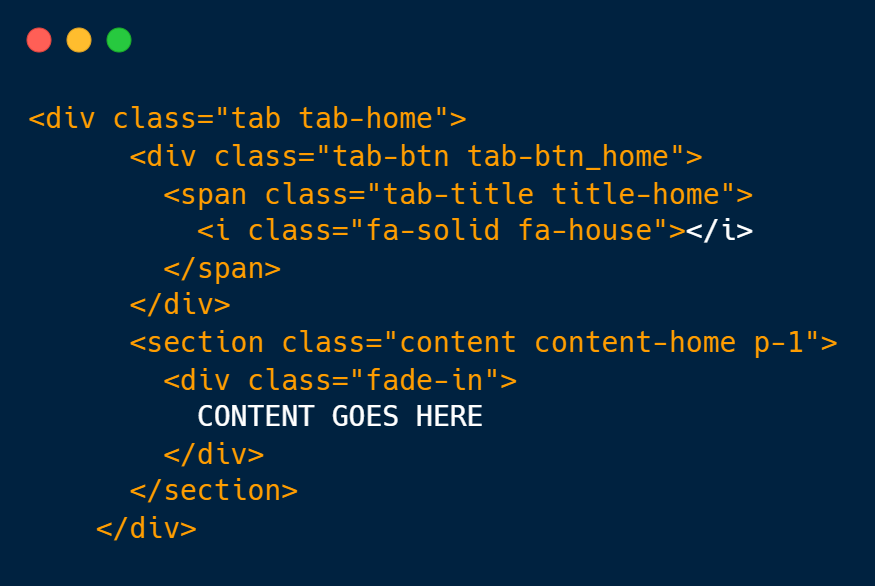 <div class="tab tab-home">
      <div class="tab-btn tab-btn_home">
        <span class="tab-title title-home">
          <i class="fa-solid fa-house"></i>
        </span>
      </div>
      <section class="content content-home p-1">
        <div class="fade-in">
          CONTENT GOES HERE
        </div>
      </section>
    </div>